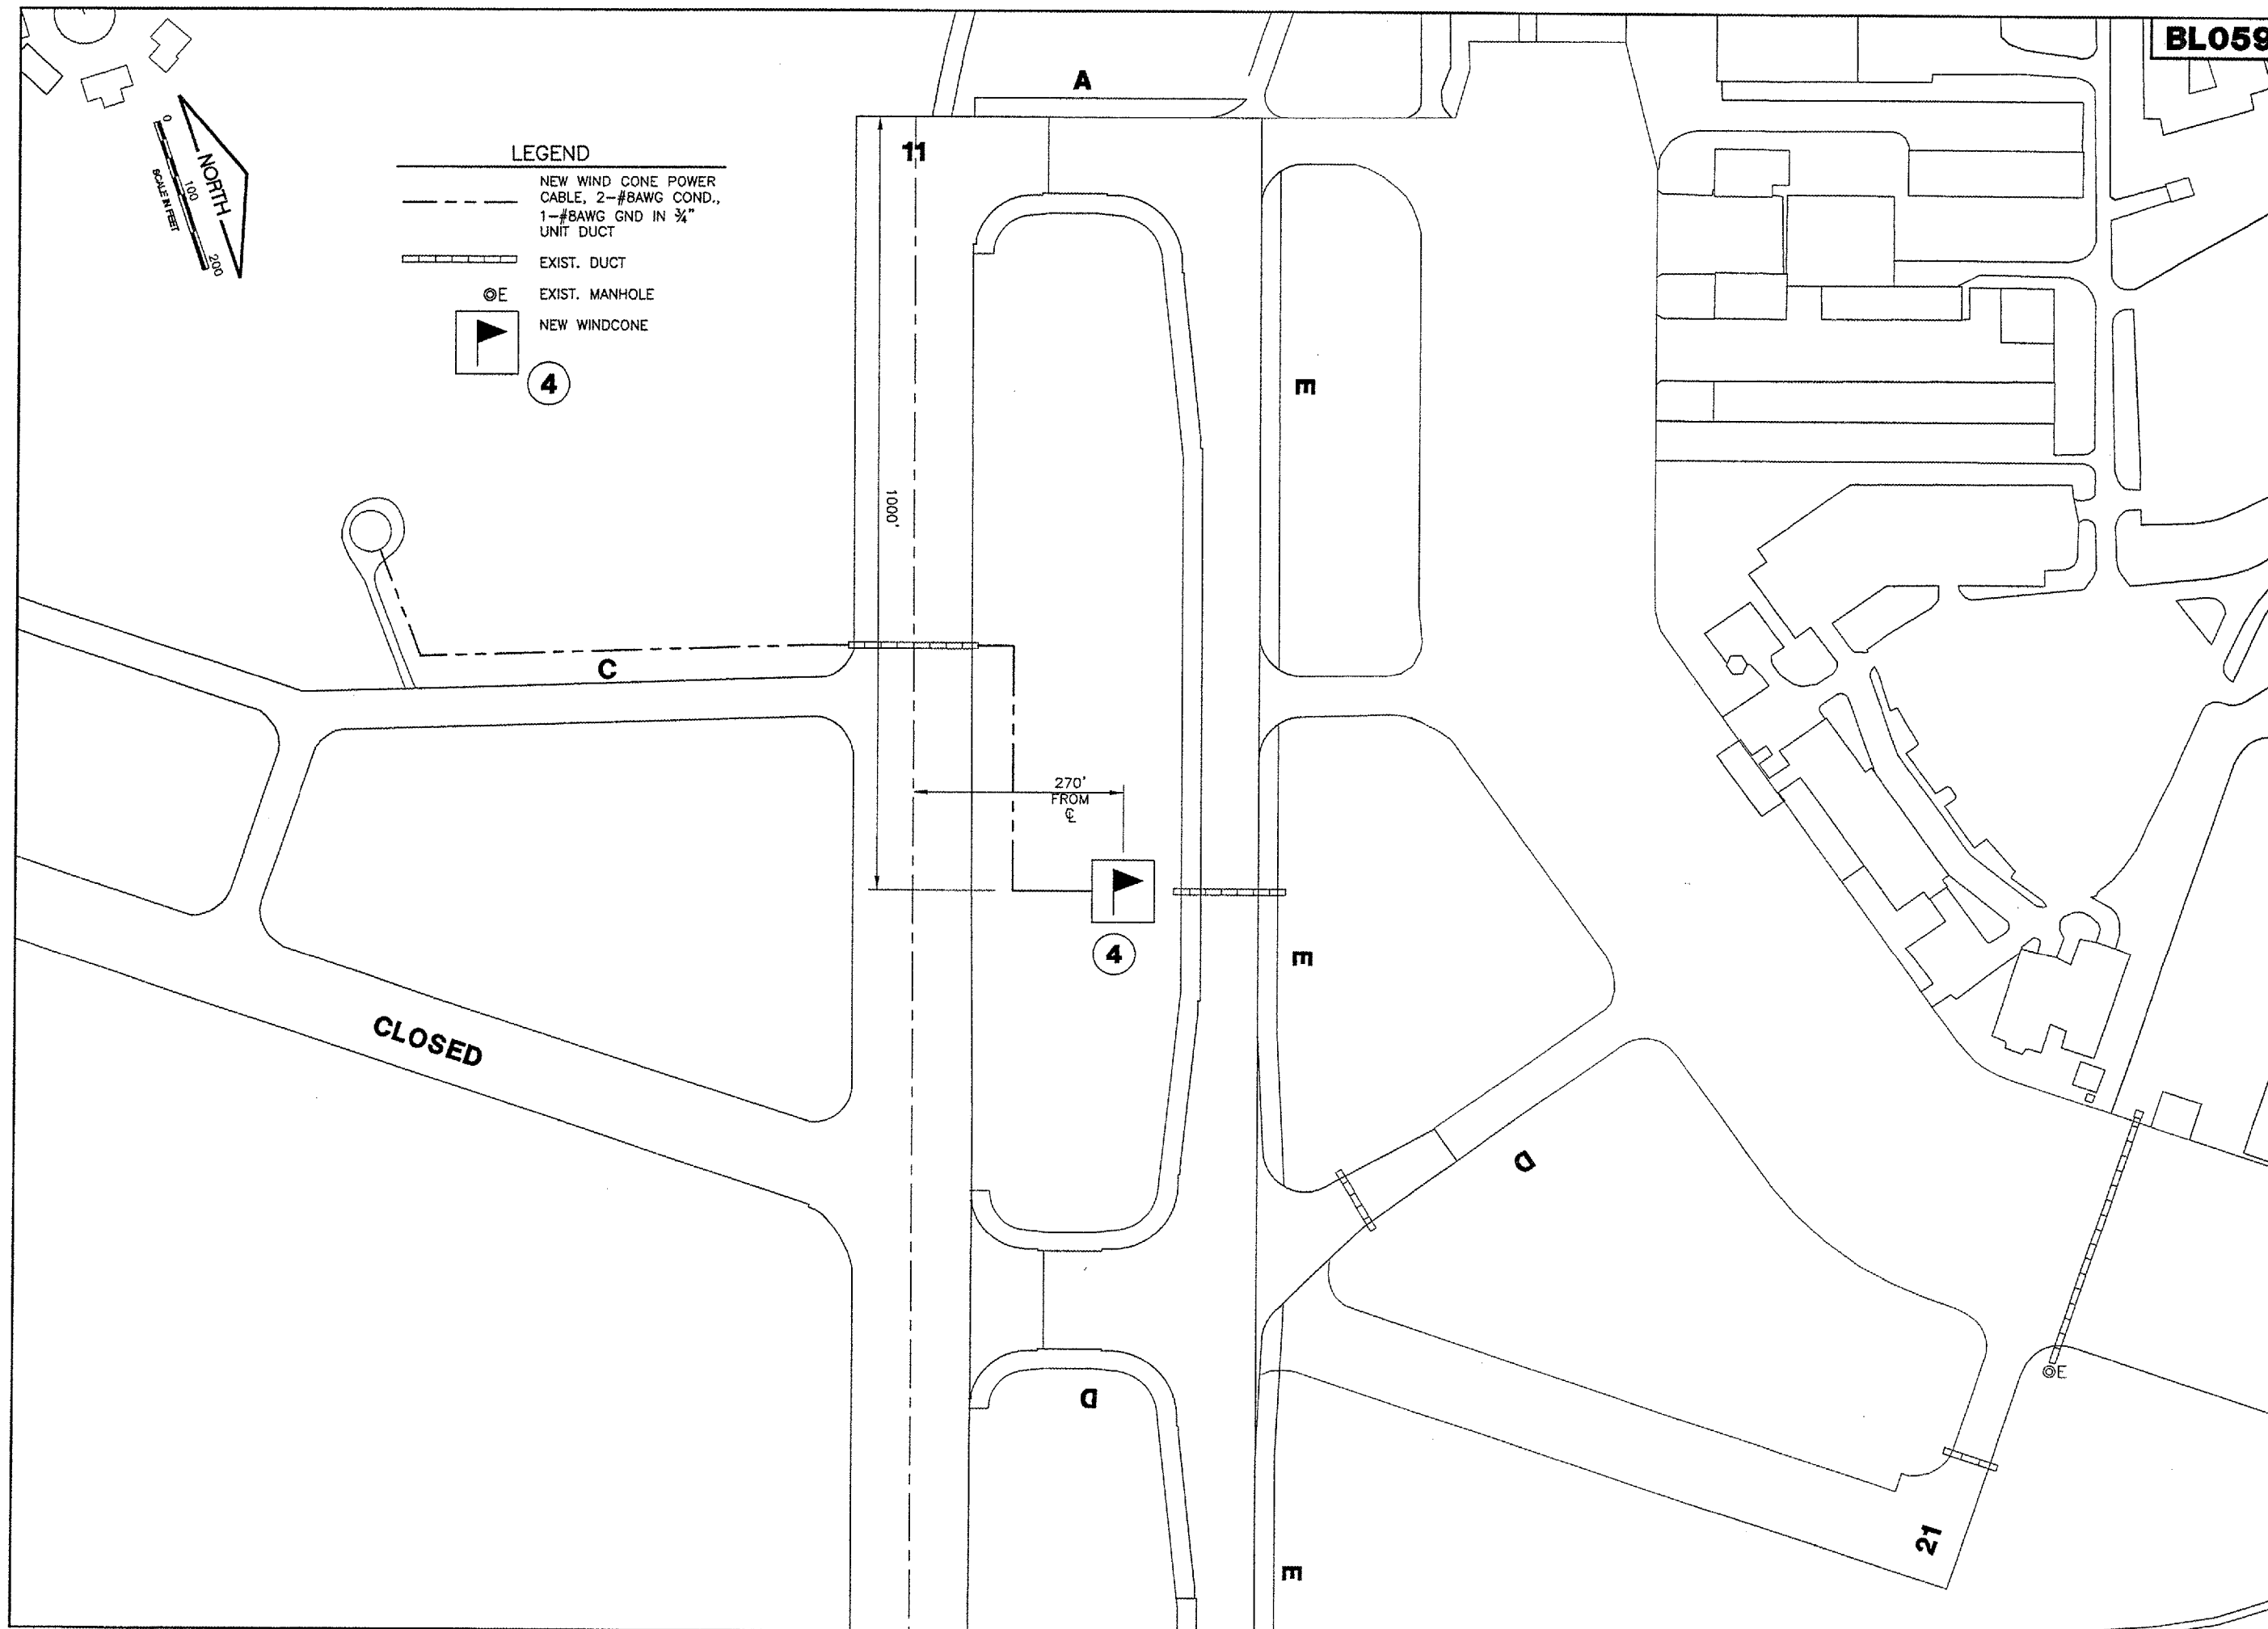 BL059
A
11
LEGEND
NEW WIND CONE POWER
CABLE, 2-#8AWG COND.,
1-#8AWG GND IN ¾"
UNIT DUCT
EXIST. DUCT
◎E EXIST. MANHOLE
NEW WINDCONE
4
0
100
200
SCALE IN FEET
NORTH
E
1000'
C
270'
FROM
℄
4
E
CLOSED
D
D
◎E
21
E